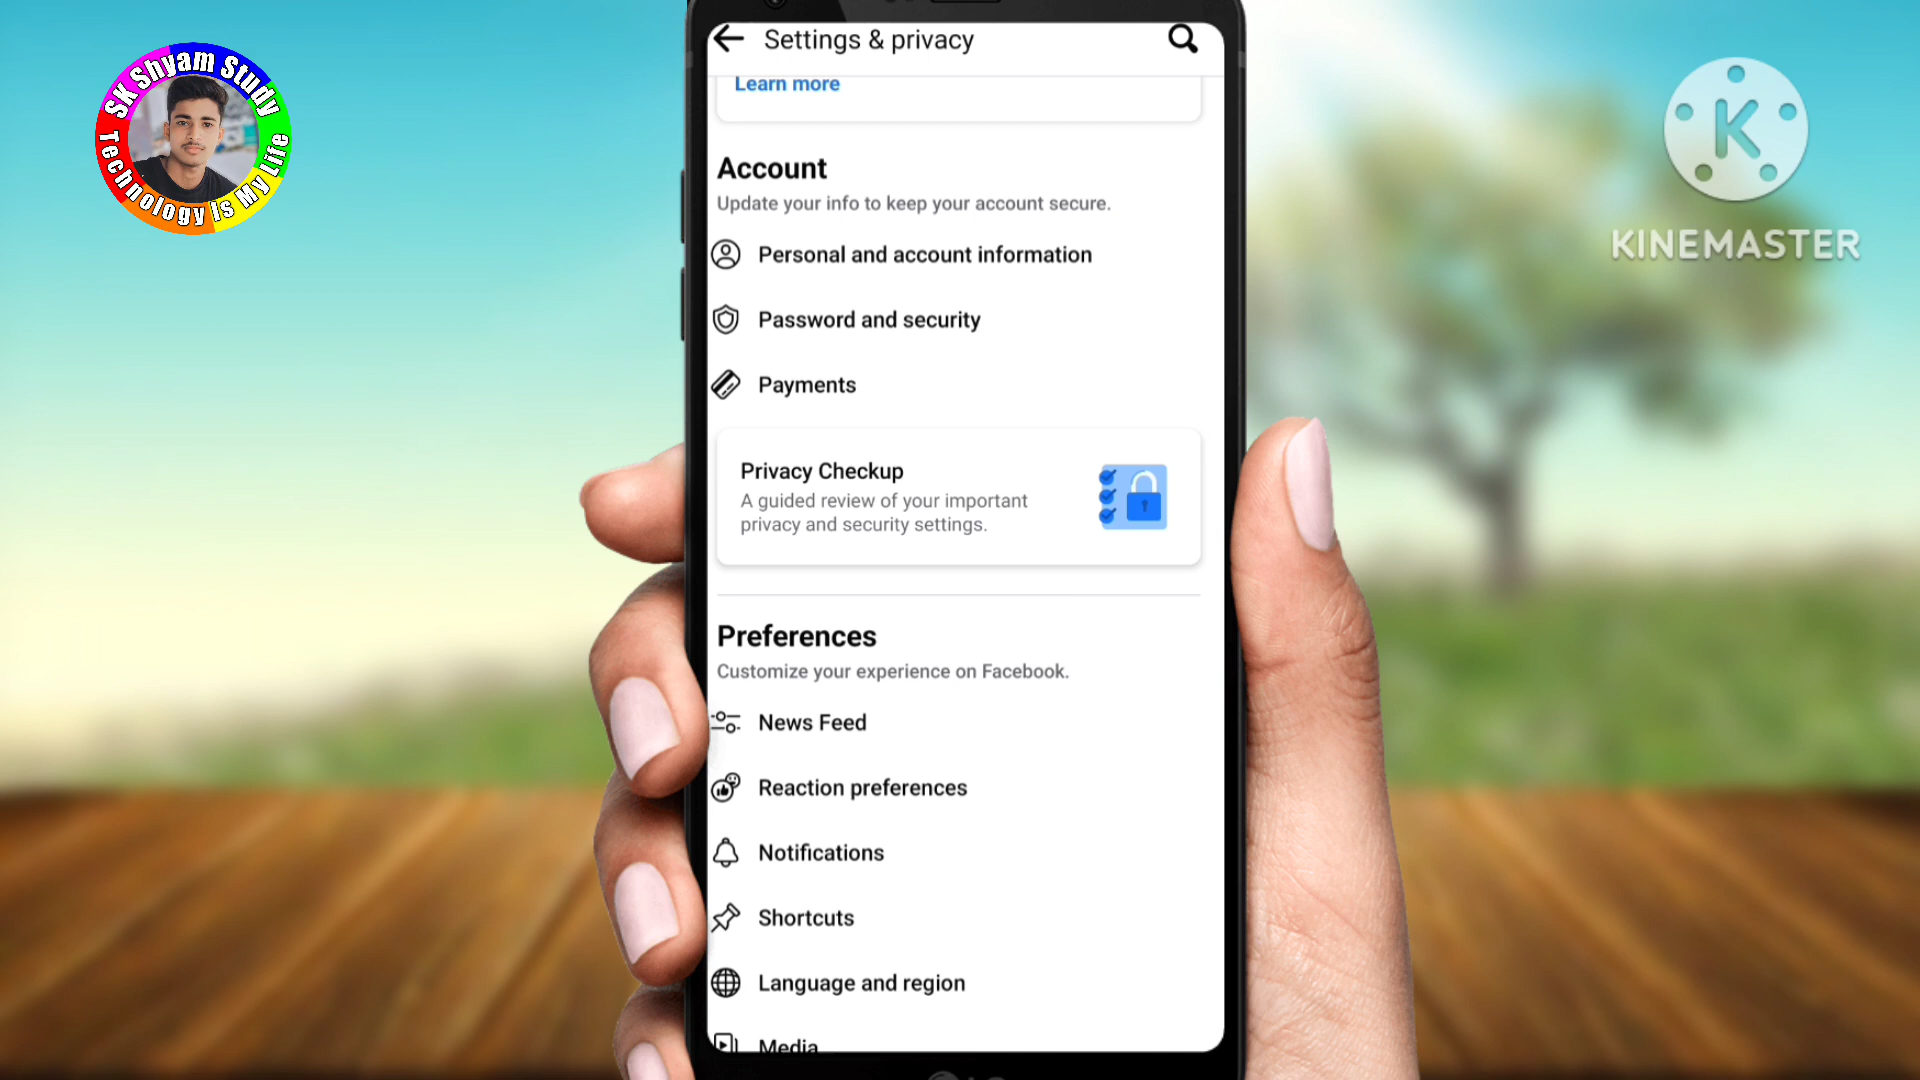 SK Shyam Study
Technology Is My Life
K
KINEMASTER
Settings & privacy
Learn more
Account
Update your info to keep your account secure.
Personal and account information
Password and security
Payments
Privacy Checkup
A guided review of your important
privacy and security settings.
Preferences
Customize your experience on Facebook.
News Feed
Reaction preferences
Notifications
Shortcuts
Language and region
Media